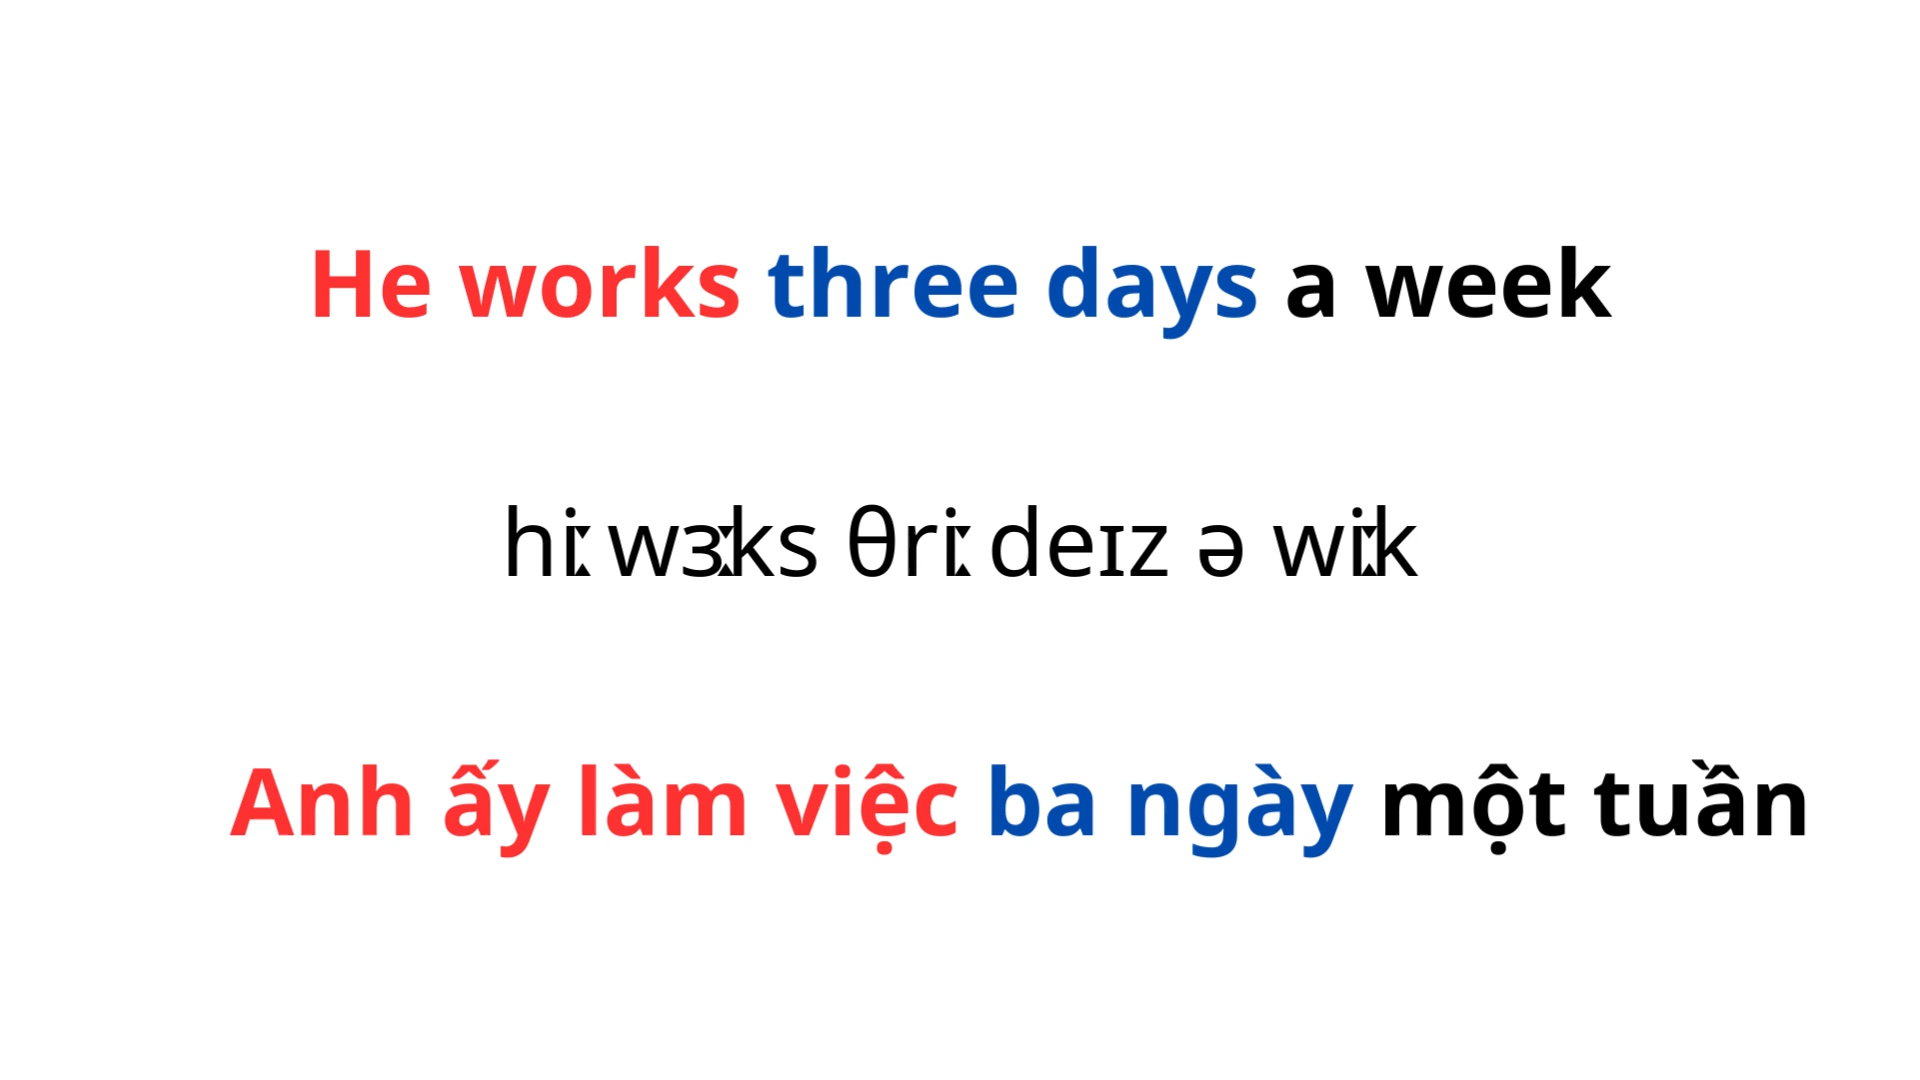 He works three days a week
hiː wɜːks θriː deɪz ə wiːk
Anh ấy làm việc ba ngày một tuần